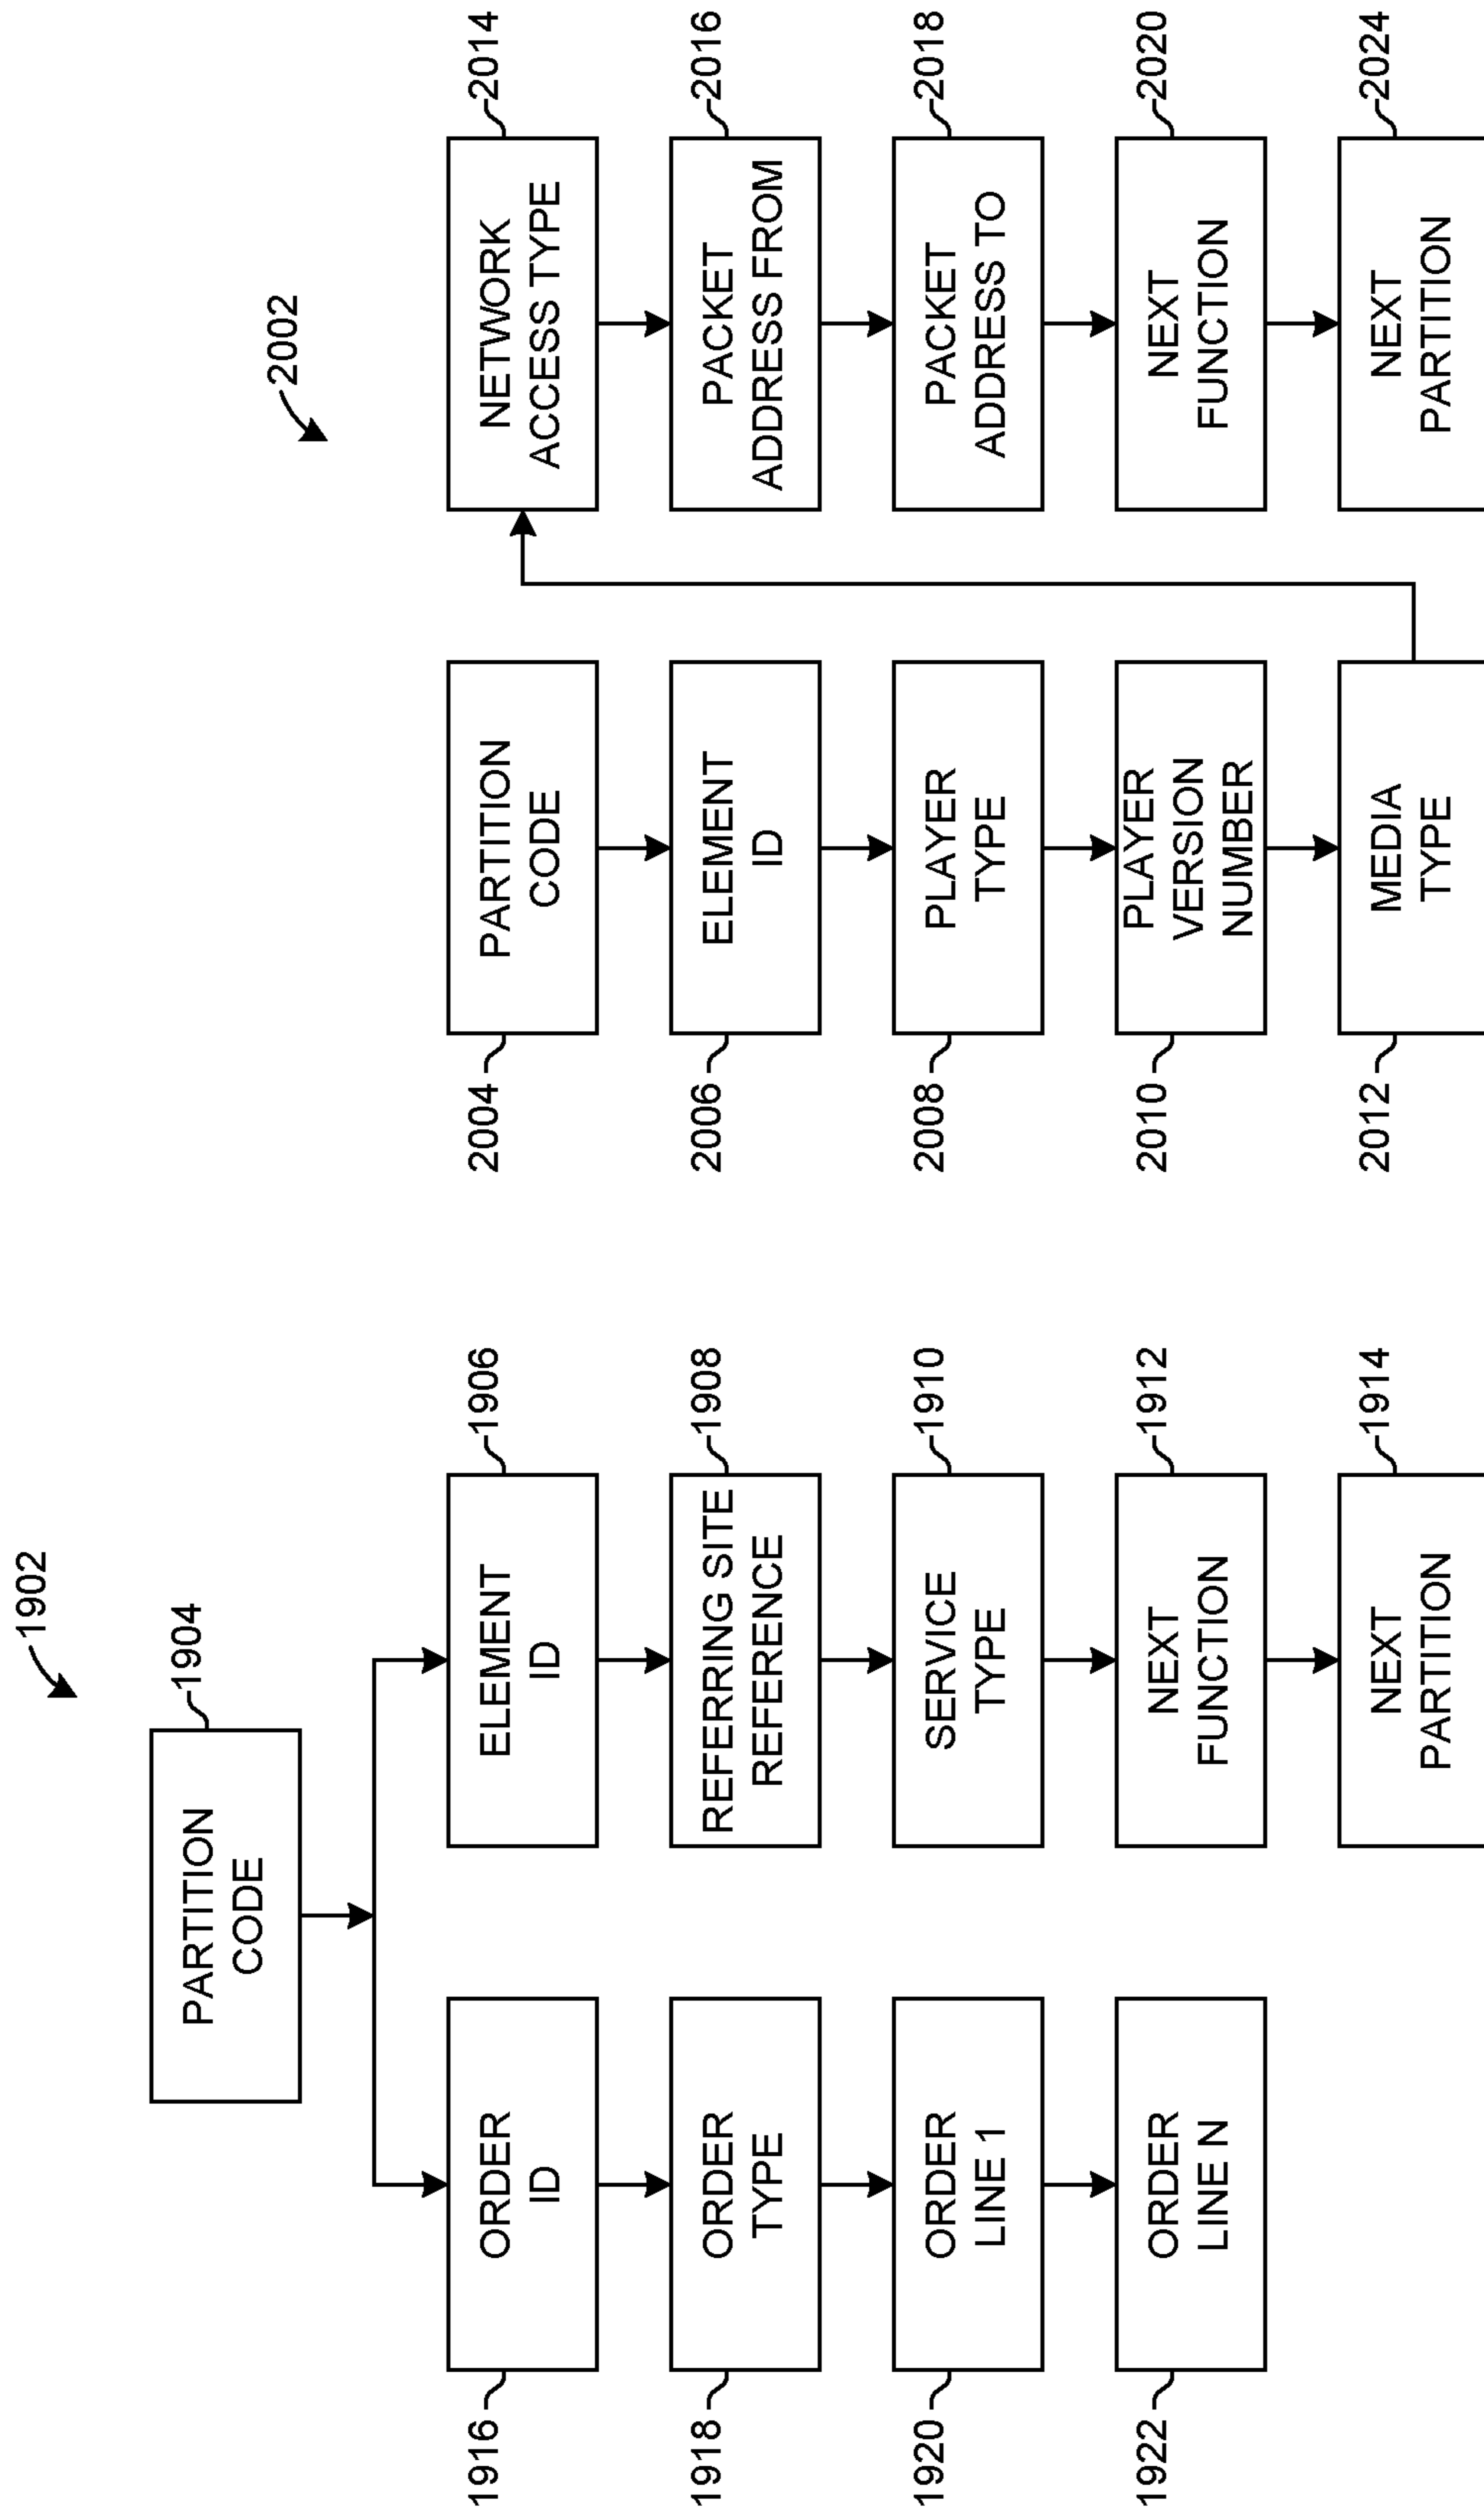 1902
PARTITION
CODE
1904
ORDER
ID
1916
ORDER
TYPE
1918
ORDER
LINE 1
1920
ORDER
LINE N
1922
ELEMENT
ID
1906
REFERRING SITE
REFERENCE
1908
SERVICE
TYPE
1910
NEXT
FUNCTION
1912
NEXT
PARTITION
1914
2002
PARTITION
CODE
2004
ELEMENT
ID
2006
PLAYER
TYPE
2008
PLAYER
VERSION
NUMBER
2010
MEDIA
TYPE
2012
NETWORK
ACCESS TYPE
2014
PACKET
ADDRESS FROM
2016
PACKET
ADDRESS TO
2018
NEXT
FUNCTION
2020
NEXT
PARTITION
2024